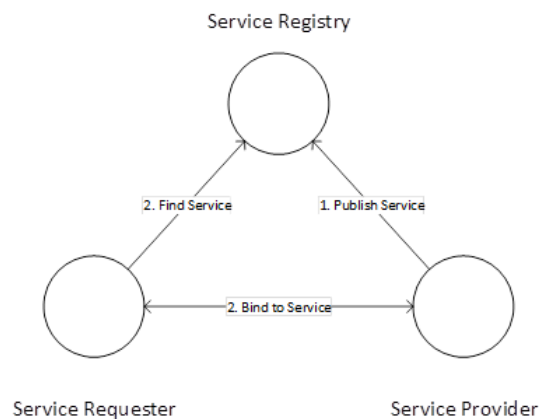 Service Registry
2. Find Service
1. Publish Service
2. Bind to Service
Service Requester
Service Provider